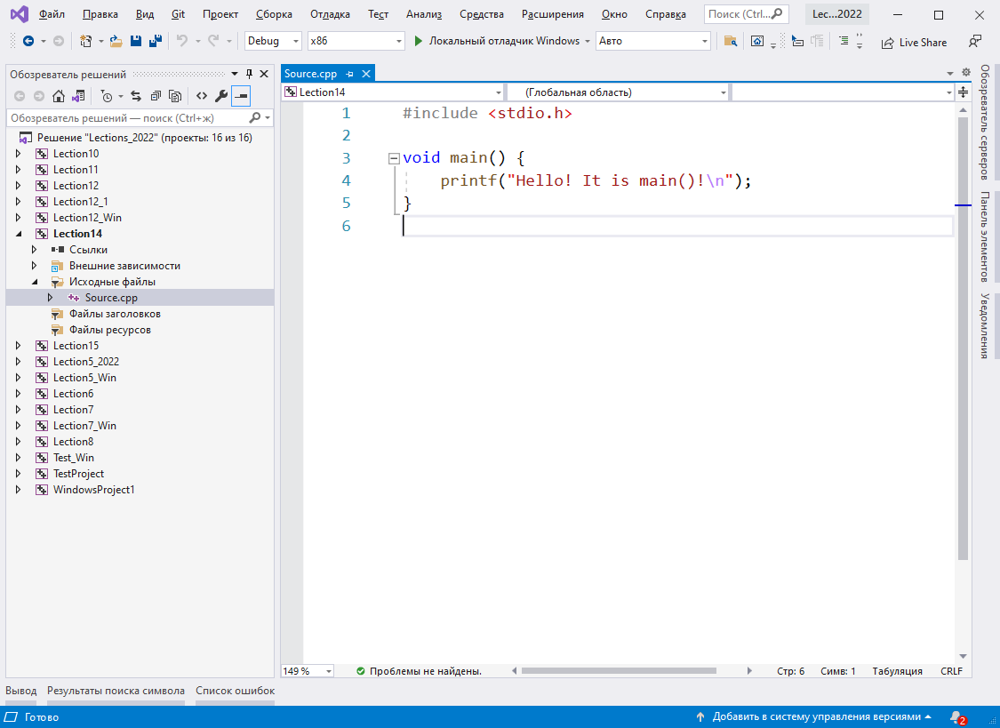 Файл Правка Вид Git Проект Сборка Отладка Тест Анализ Средства Расширения Окно Справка Поиск (Ctrl... Lec...2022
Debug x86 Локальный отладчик Windows Авто Live Share
Обозреватель решений
Source.cpp
Lection14 (Глобальная область)
Обозреватель решений — поиск (Ctrl+ж)
Решение "Lections_2022" (проекты: 16 из 16)
Lection10
Lection11
Lection12
Lection12_1
Lection12_Win
Lection14
Ссылки
Внешние зависимости
Исходные файлы
Source.cpp
Файлы заголовков
Файлы ресурсов
Lection15
Lection5_2022
Lection5_Win
Lection6
Lection7
Lection7_Win
Lection8
Test_Win
TestProject
WindowsProject1
1 #include <stdio.h>
2
3 void main() {
4 printf("Hello! It is main()!\n");
5 }
6
Обозреватель серверов
Панель элементов
Уведомления
149 % Проблемы не найдены. Стр: 6 Симв: 1 Табуляция CRLF
Вывод Результаты поиска символа Список ошибок
Готово Добавить в систему управления версиями 2